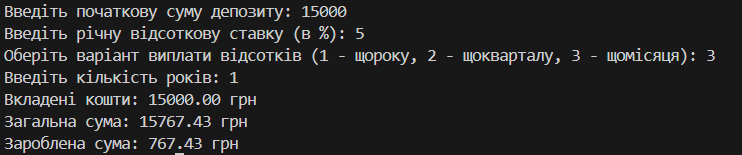 Введіть початкову суму депозиту: 15000
Введіть річну відсоткову ставку (в %): 5
Оберіть варіант виплати відсотків (1 - щороку, 2 - щокварталу, 3 - щомісяця): 3
Введіть кількість років: 1
Вкладені кошти: 15000.00 грн
Загальна сума: 15767.43 грн
Зароблена сума: 767.43 грн